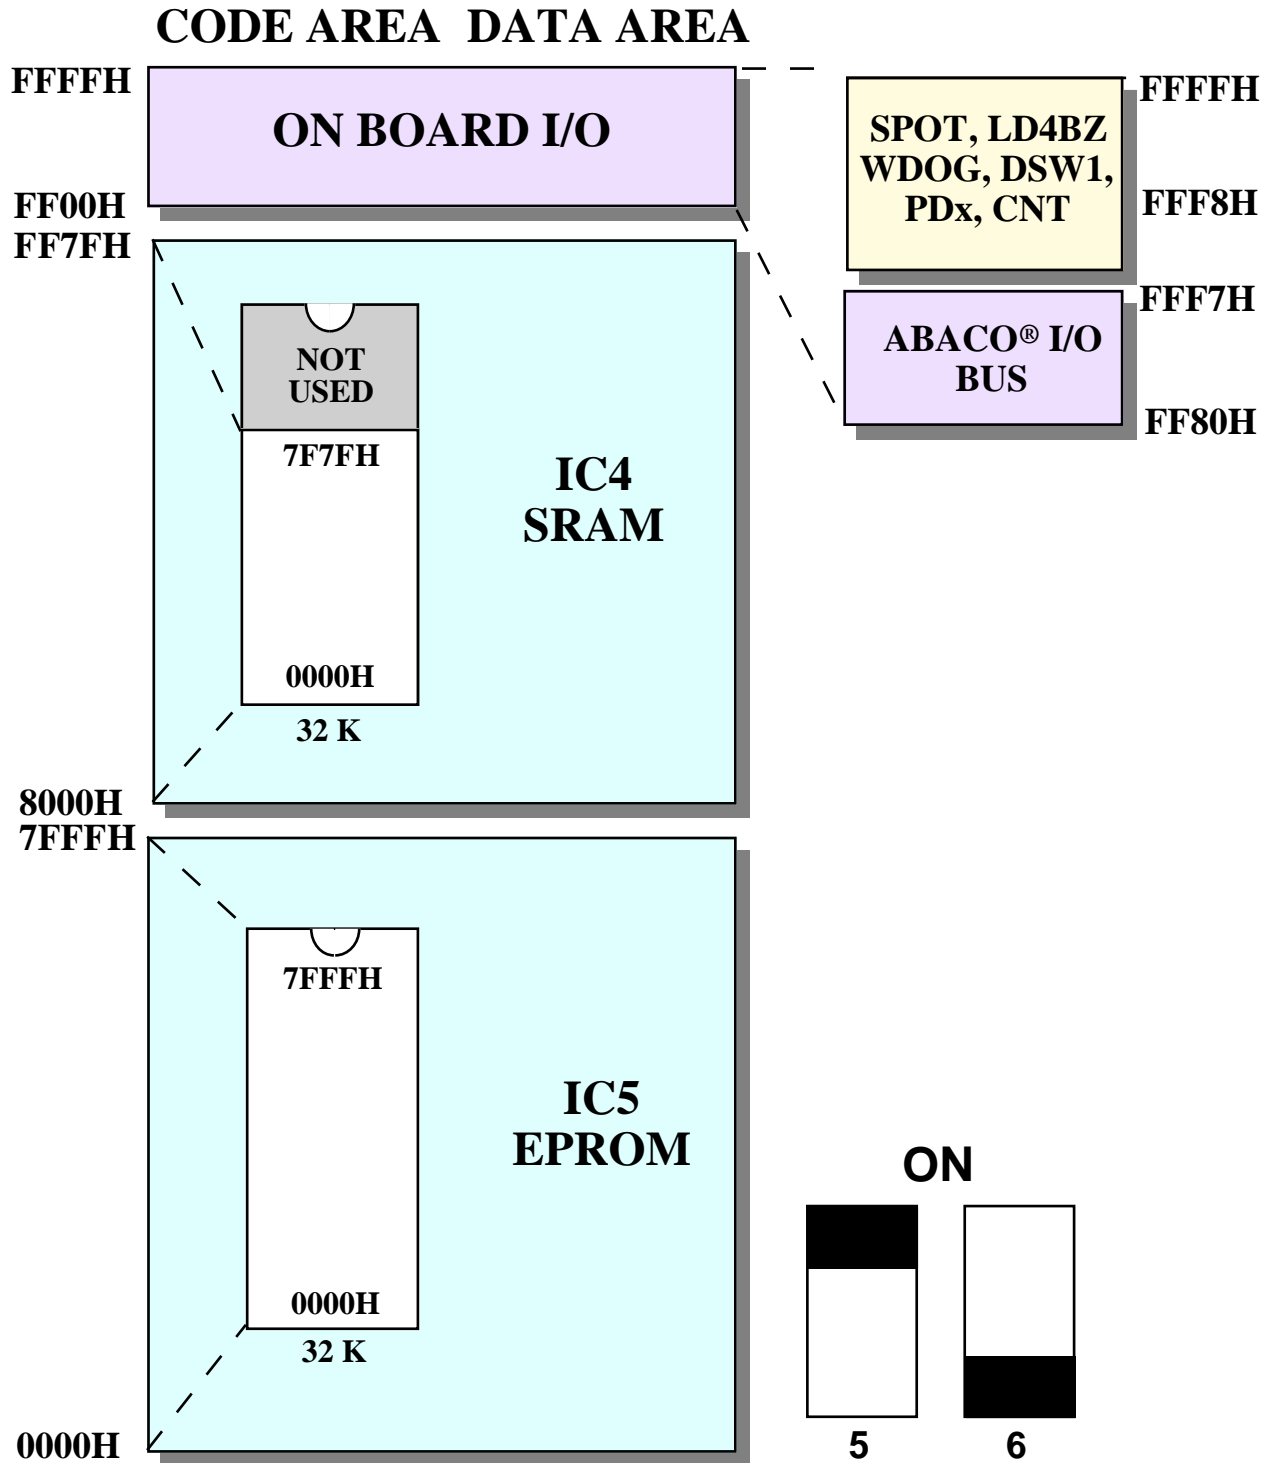 CODE AREA DATA AREA
FFFFH
ON BOARD I/O
FF00H
FFFFH
SPOT, LD4BZ
WDOG, DSW1,
PDx, CNT
FFF8H
FFF7H
ABACO® I/O
BUS
FF80H
FF7FH
NOT
USED
7F7FH
IC4
SRAM
0000H
32 K
8000H
7FFFH
7FFFH
IC5
EPROM
0000H
32 K
0000H
ON
5 6